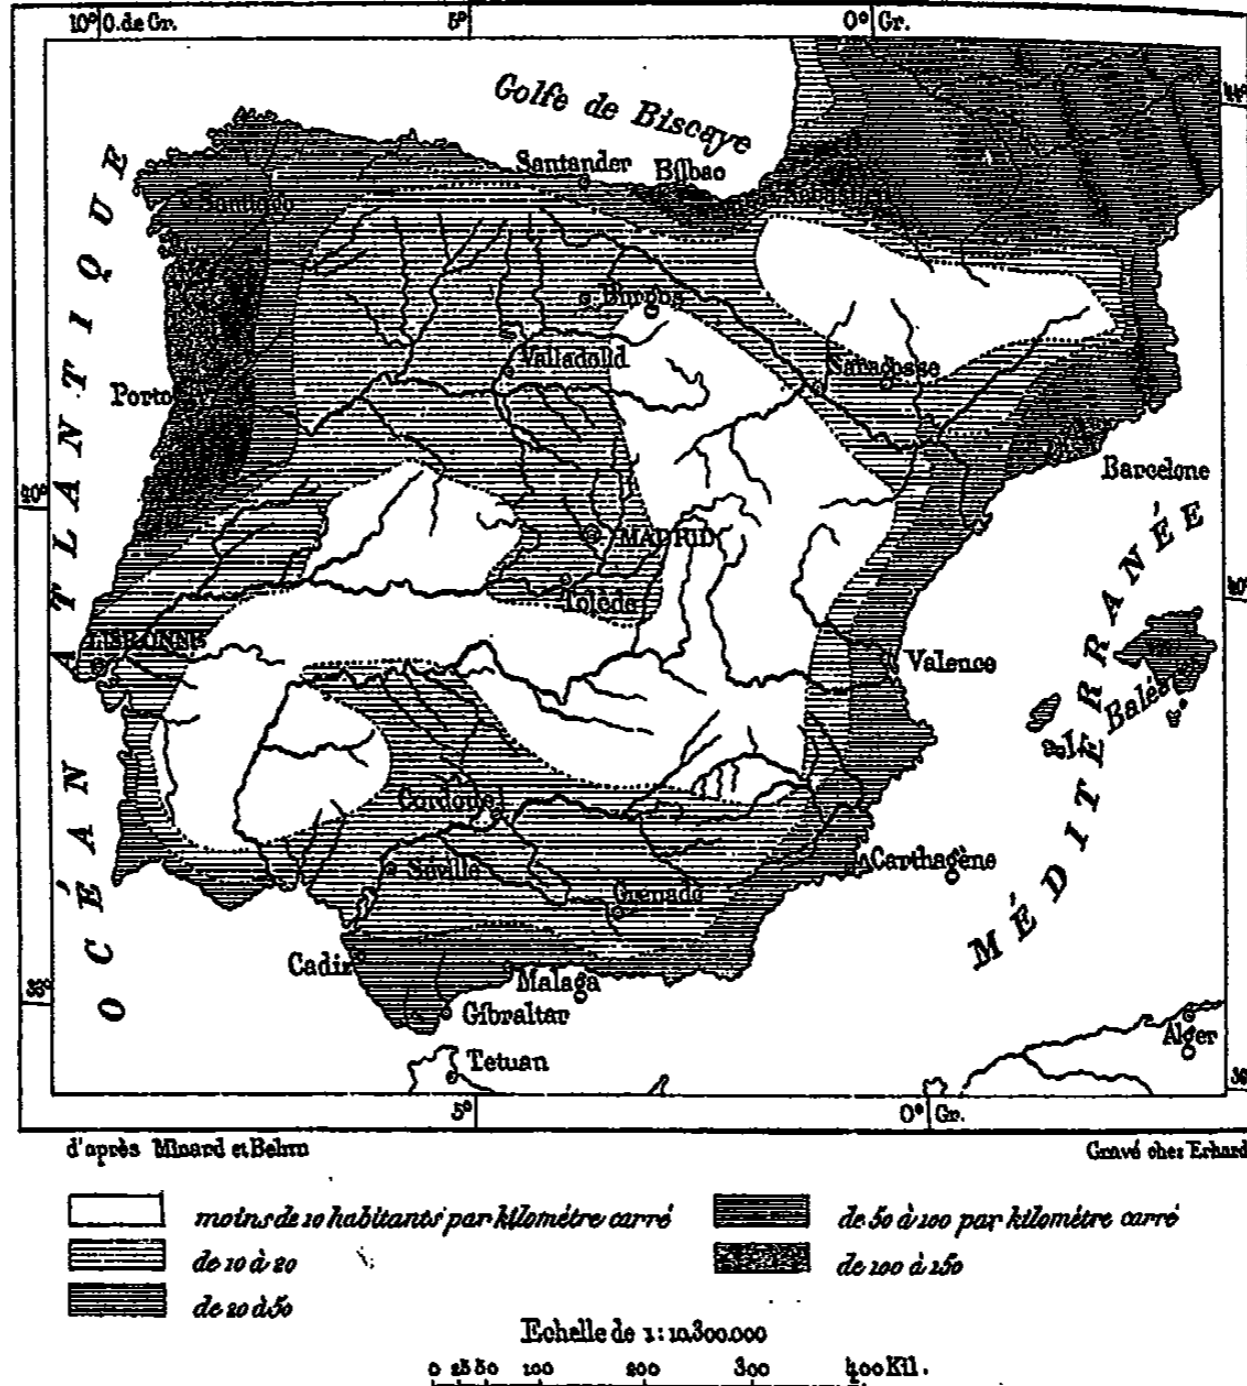 10° O. de Gr.
5°
0° Gr.
44°
Golfe de Biscaye
Santander
Bilbao
Santiago
Burgos
Valladolid
Saragosse
Porto
Barcelone
40°
MADRID
40°
Tolède
LISBONNE
Valence
Cordoue
Carthagène
Séville
Grenade
Cadix
Malaga
Gibraltar
Alger
Tetuan
OCÉAN ATLANTIQUE
MÉDITERRANÉE
5°
0° Gr.
d'après Minard et Behm
Gravé chez Erhard
moins de 10 habitants par kilomètre carré
de 10 à 20
de 20 à 50
de 50 à 100 par kilomètre carré
de 100 à 150
Echelle de 1:10.300.000
0 25 50 100 200 300 400 Kil.